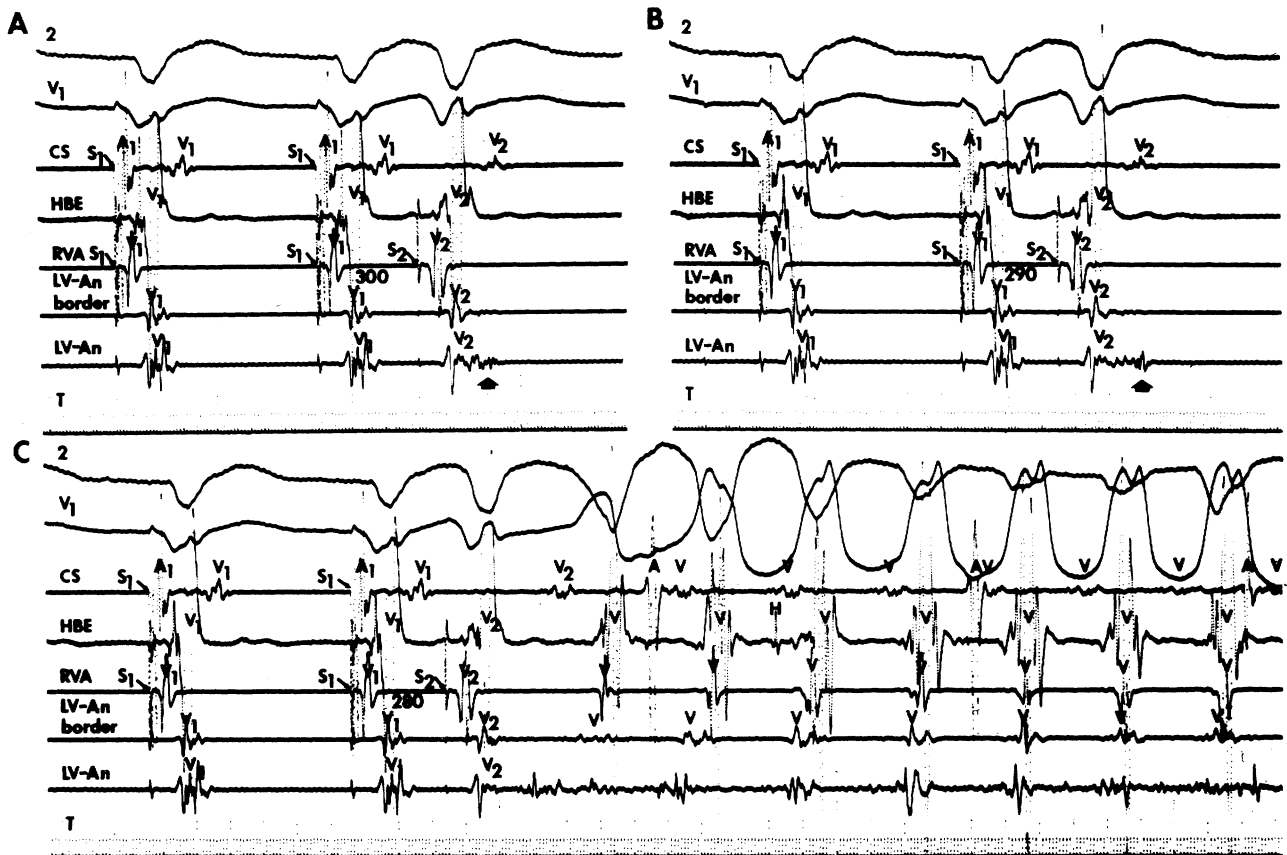 A
2
V1
CS S1 A1 V1 S1 A1 V1 V2
HBE V1 V1 V2
RVA S1 V1 S1 V1 S2 V2
300
LV-An border V1 V1 V2
LV-An V1 V1 V2
T
B
2
V1
CS S1 A1 V1 S1 A1 V1 V2
HBE V1 V1 V2
RVA S1 V1 S1 V1 S2 V2
290
LV-An border V1 V1 V2
LV-An V1 V1 V2
T
C
2
V1
CS S1 A1 V1 S1 A1 V1 V2 A V V V A V V V A V
HBE V1 V1 V2 V V H V V V V V
RVA S1 V1 S1 V1 S2 V2 V V V V V V V
280
LV-An border V1 V1 V2 V V V V V V V
LV-An V V V2
T